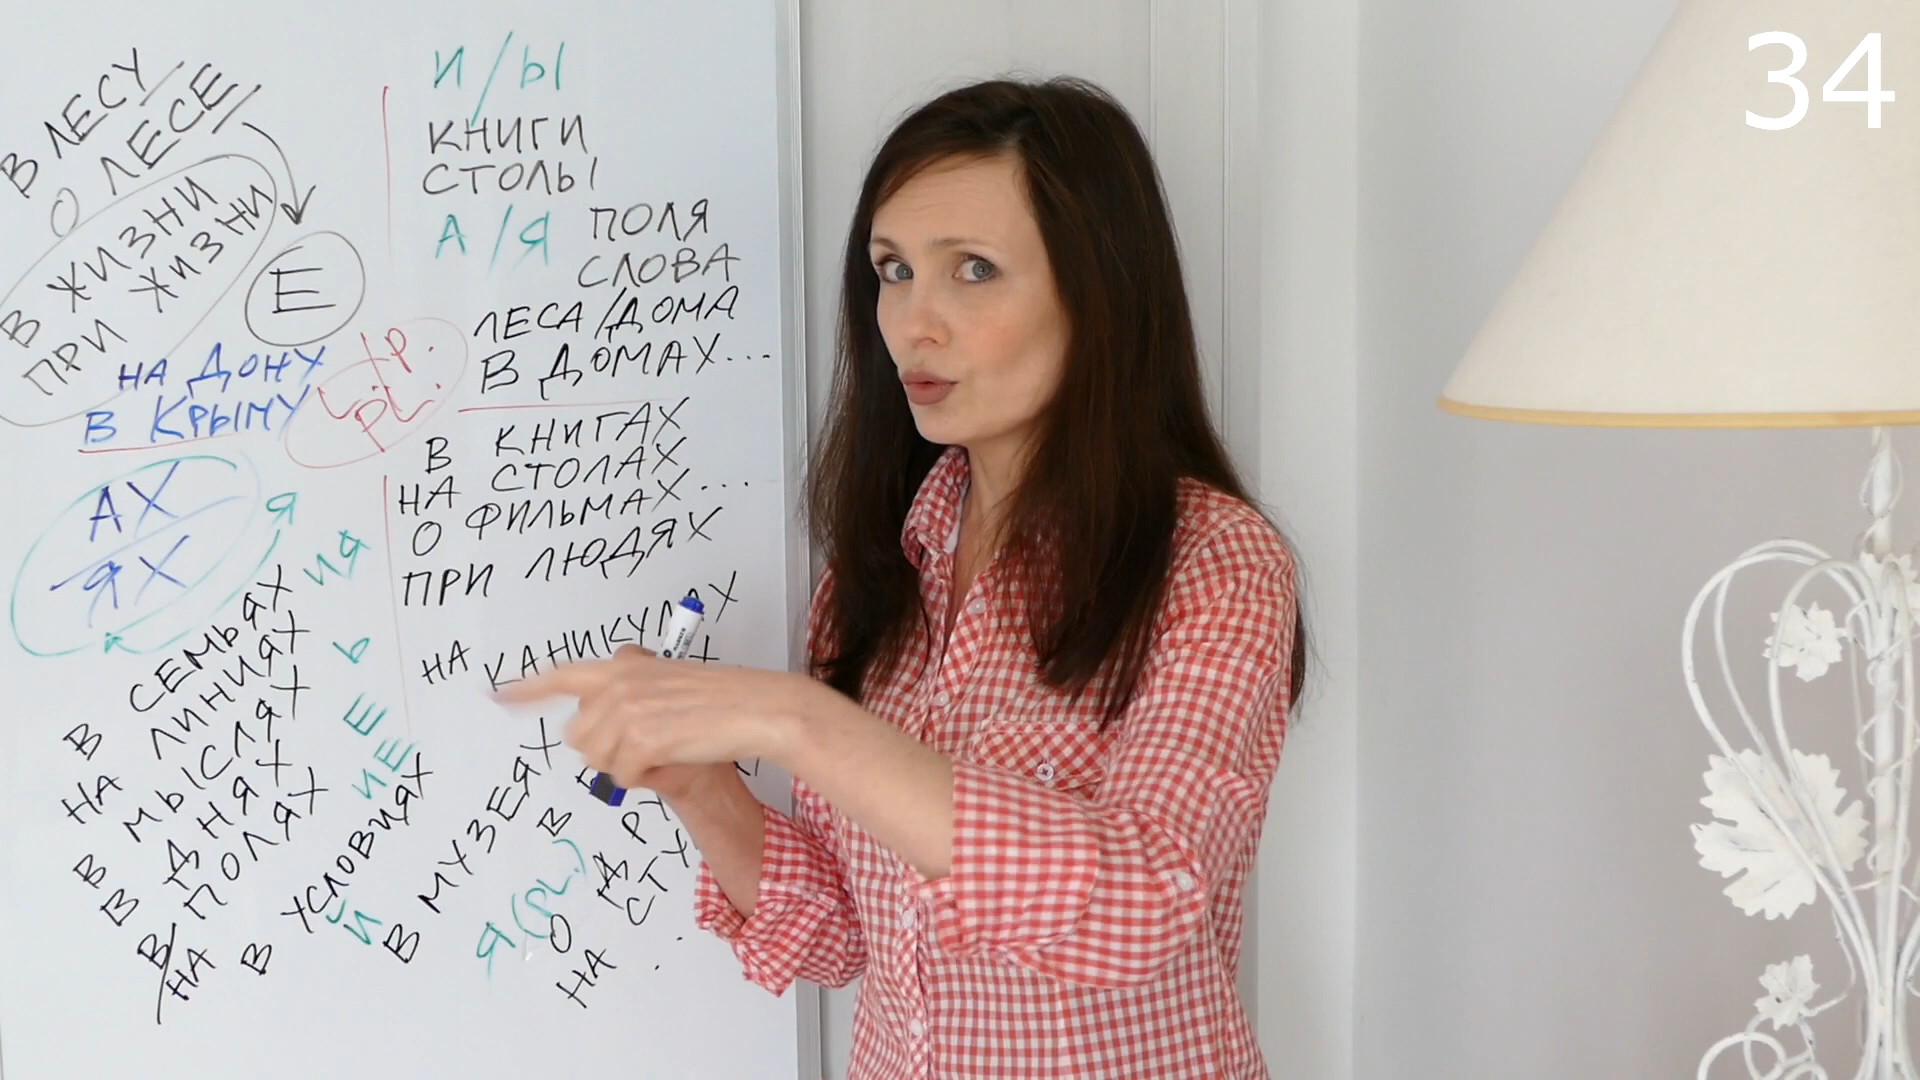 34
В ЛЕСУ
О ЛЕСЕ
В ЖИЗНИ
ПРИ ЖИЗНИ
Е
НА ДОНУ
В КРЫМУ
PL.
АХ
ЯХ
Я
ИЯ
Ь
Е
ИЕ
Й
В СЕМЬЯХ
НА ЛИНИЯХ
В МЫСЛЯХ
В ДНЯХ
В/НА ПОЛЯХ
В УСЛОВИЯХ
В МУЗЕЯХ
Я (PL.)
И/Ы
КНИГИ
СТОЛЫ
А/Я ПОЛЯ
СЛОВА
ЛЕСА/ДОМА
В ДОМАХ...
В КНИГАХ
НА СТОЛАХ
О ФИЛЬМАХ...
ПРИ ЛЮДЯХ
НА КАНИКУЛАХ
В
О
НА